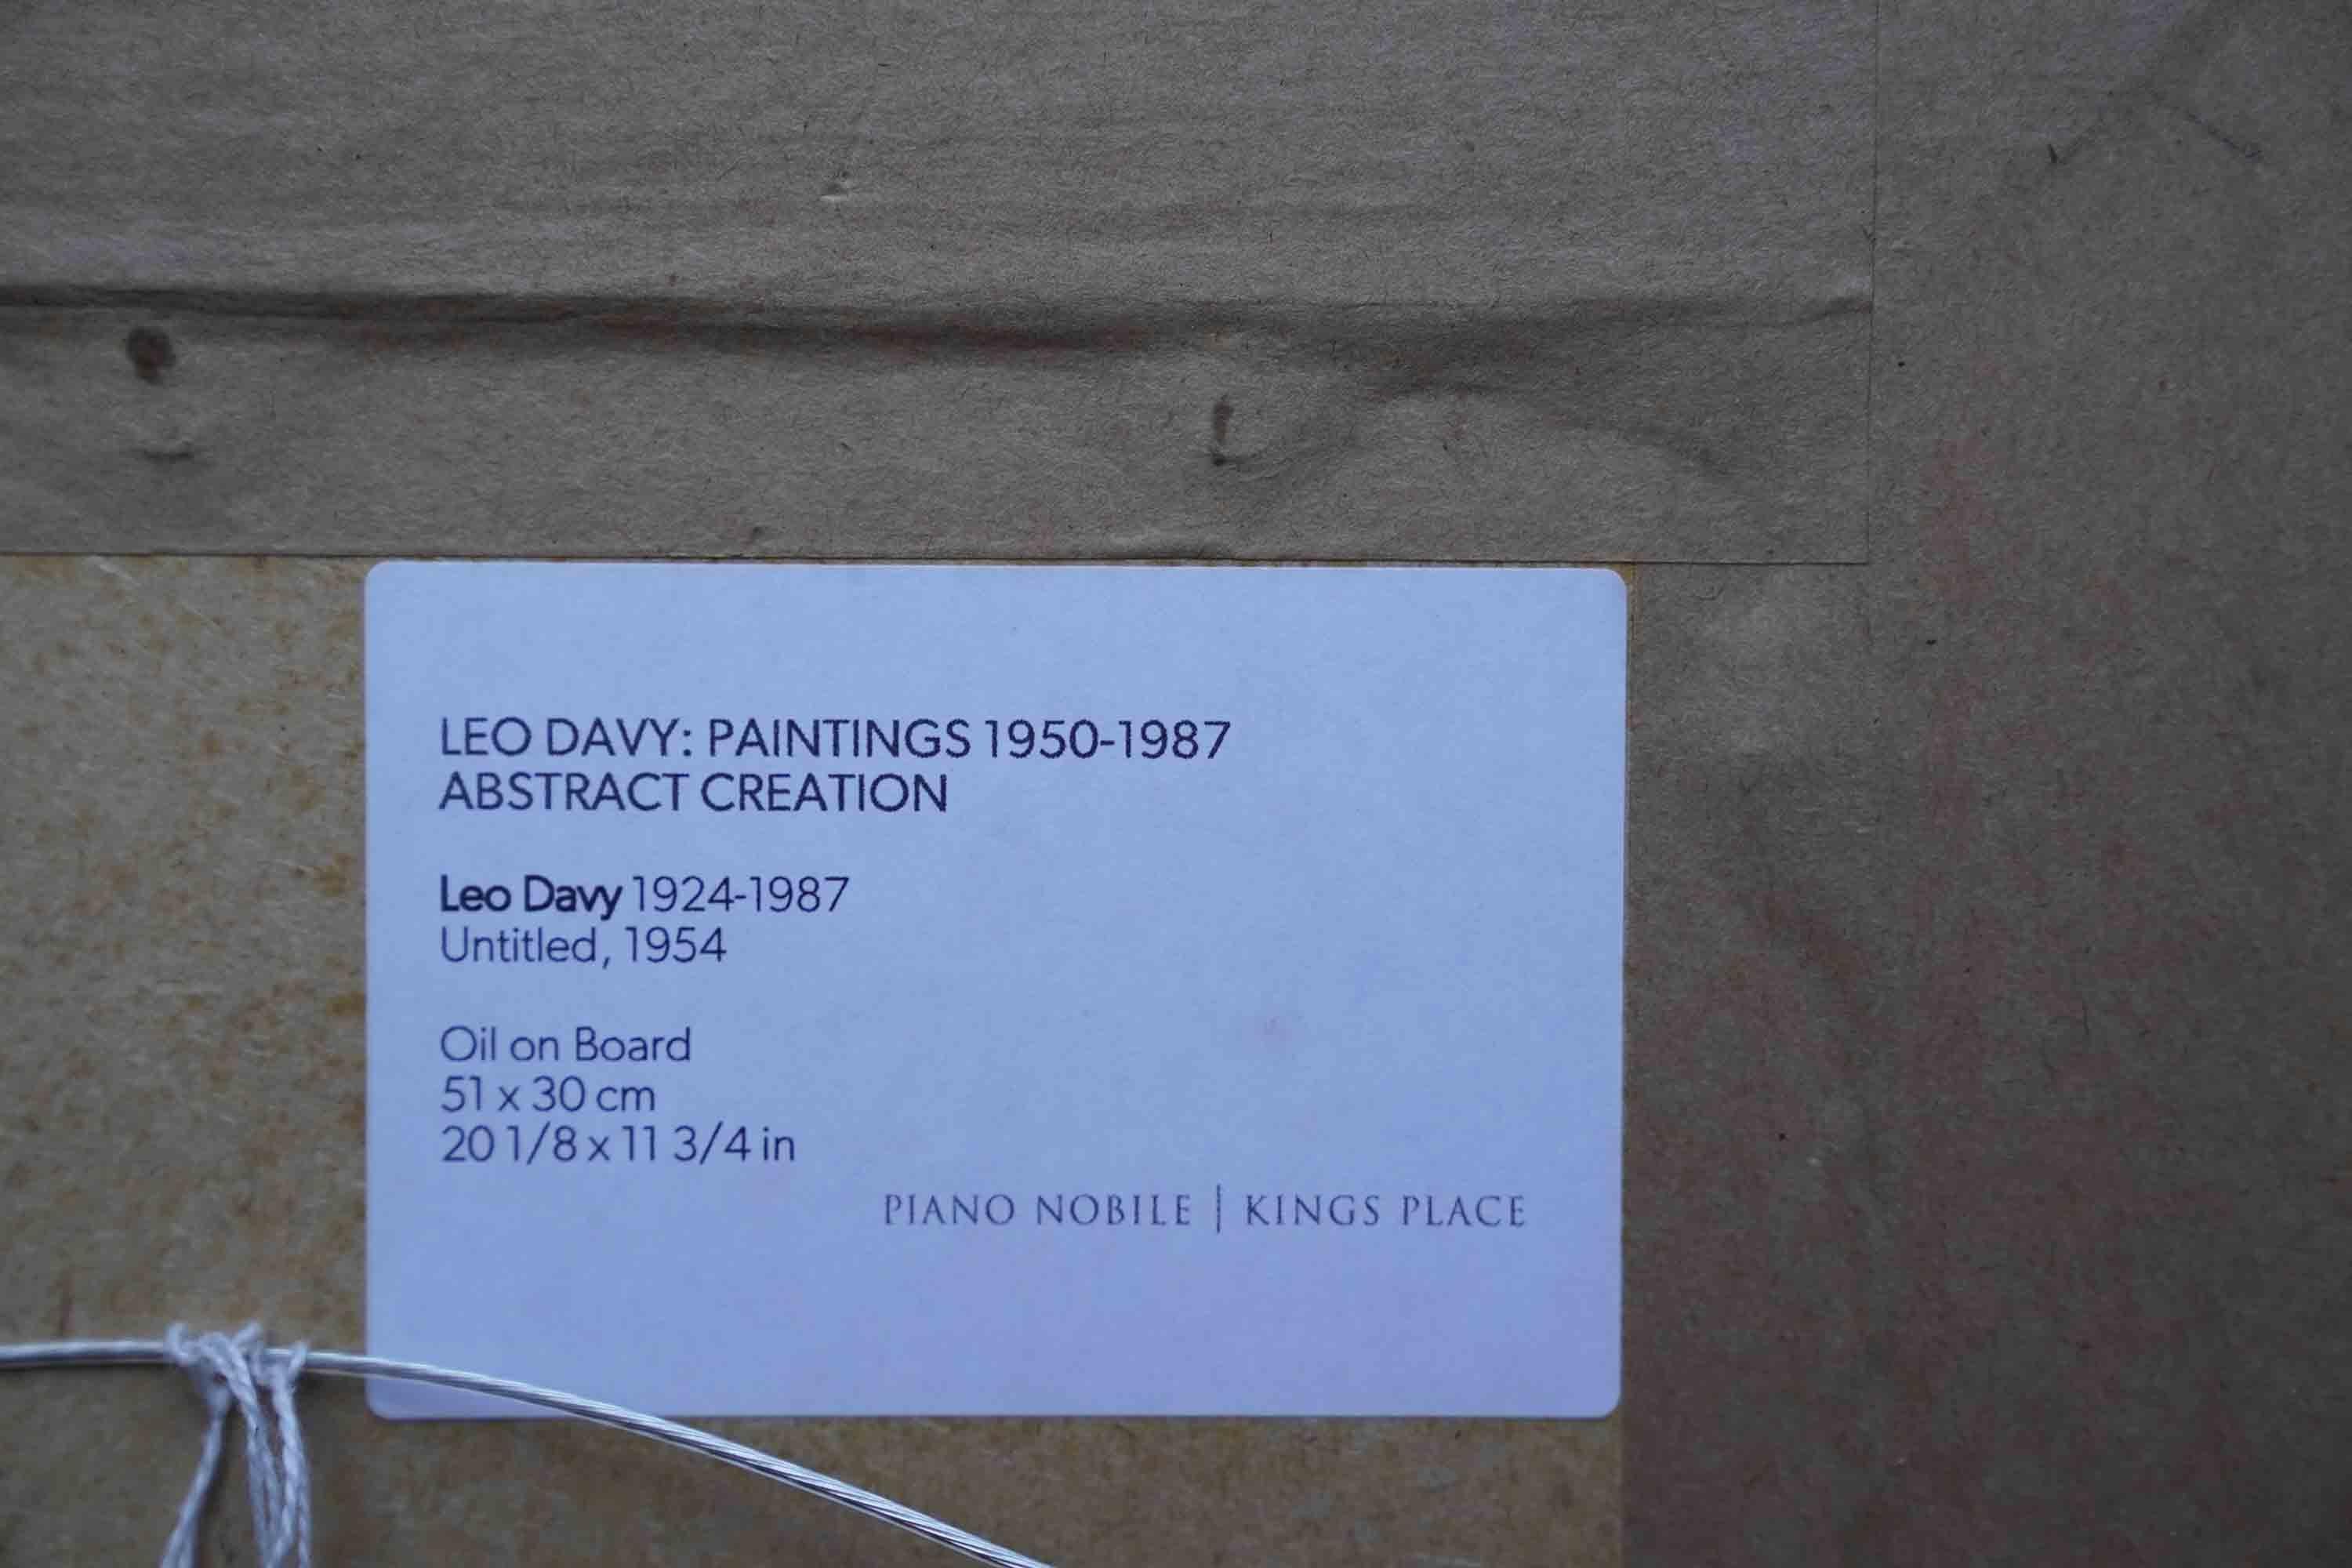 LEO DAVY: PAINTINGS 1950-1987
ABSTRACT CREATION
Leo Davy 1924-1987
Untitled, 1954
Oil on Board
51 x 30 cm
20 1/8 x 11 3/4 in
PIANO NOBILE | KINGS PLACE